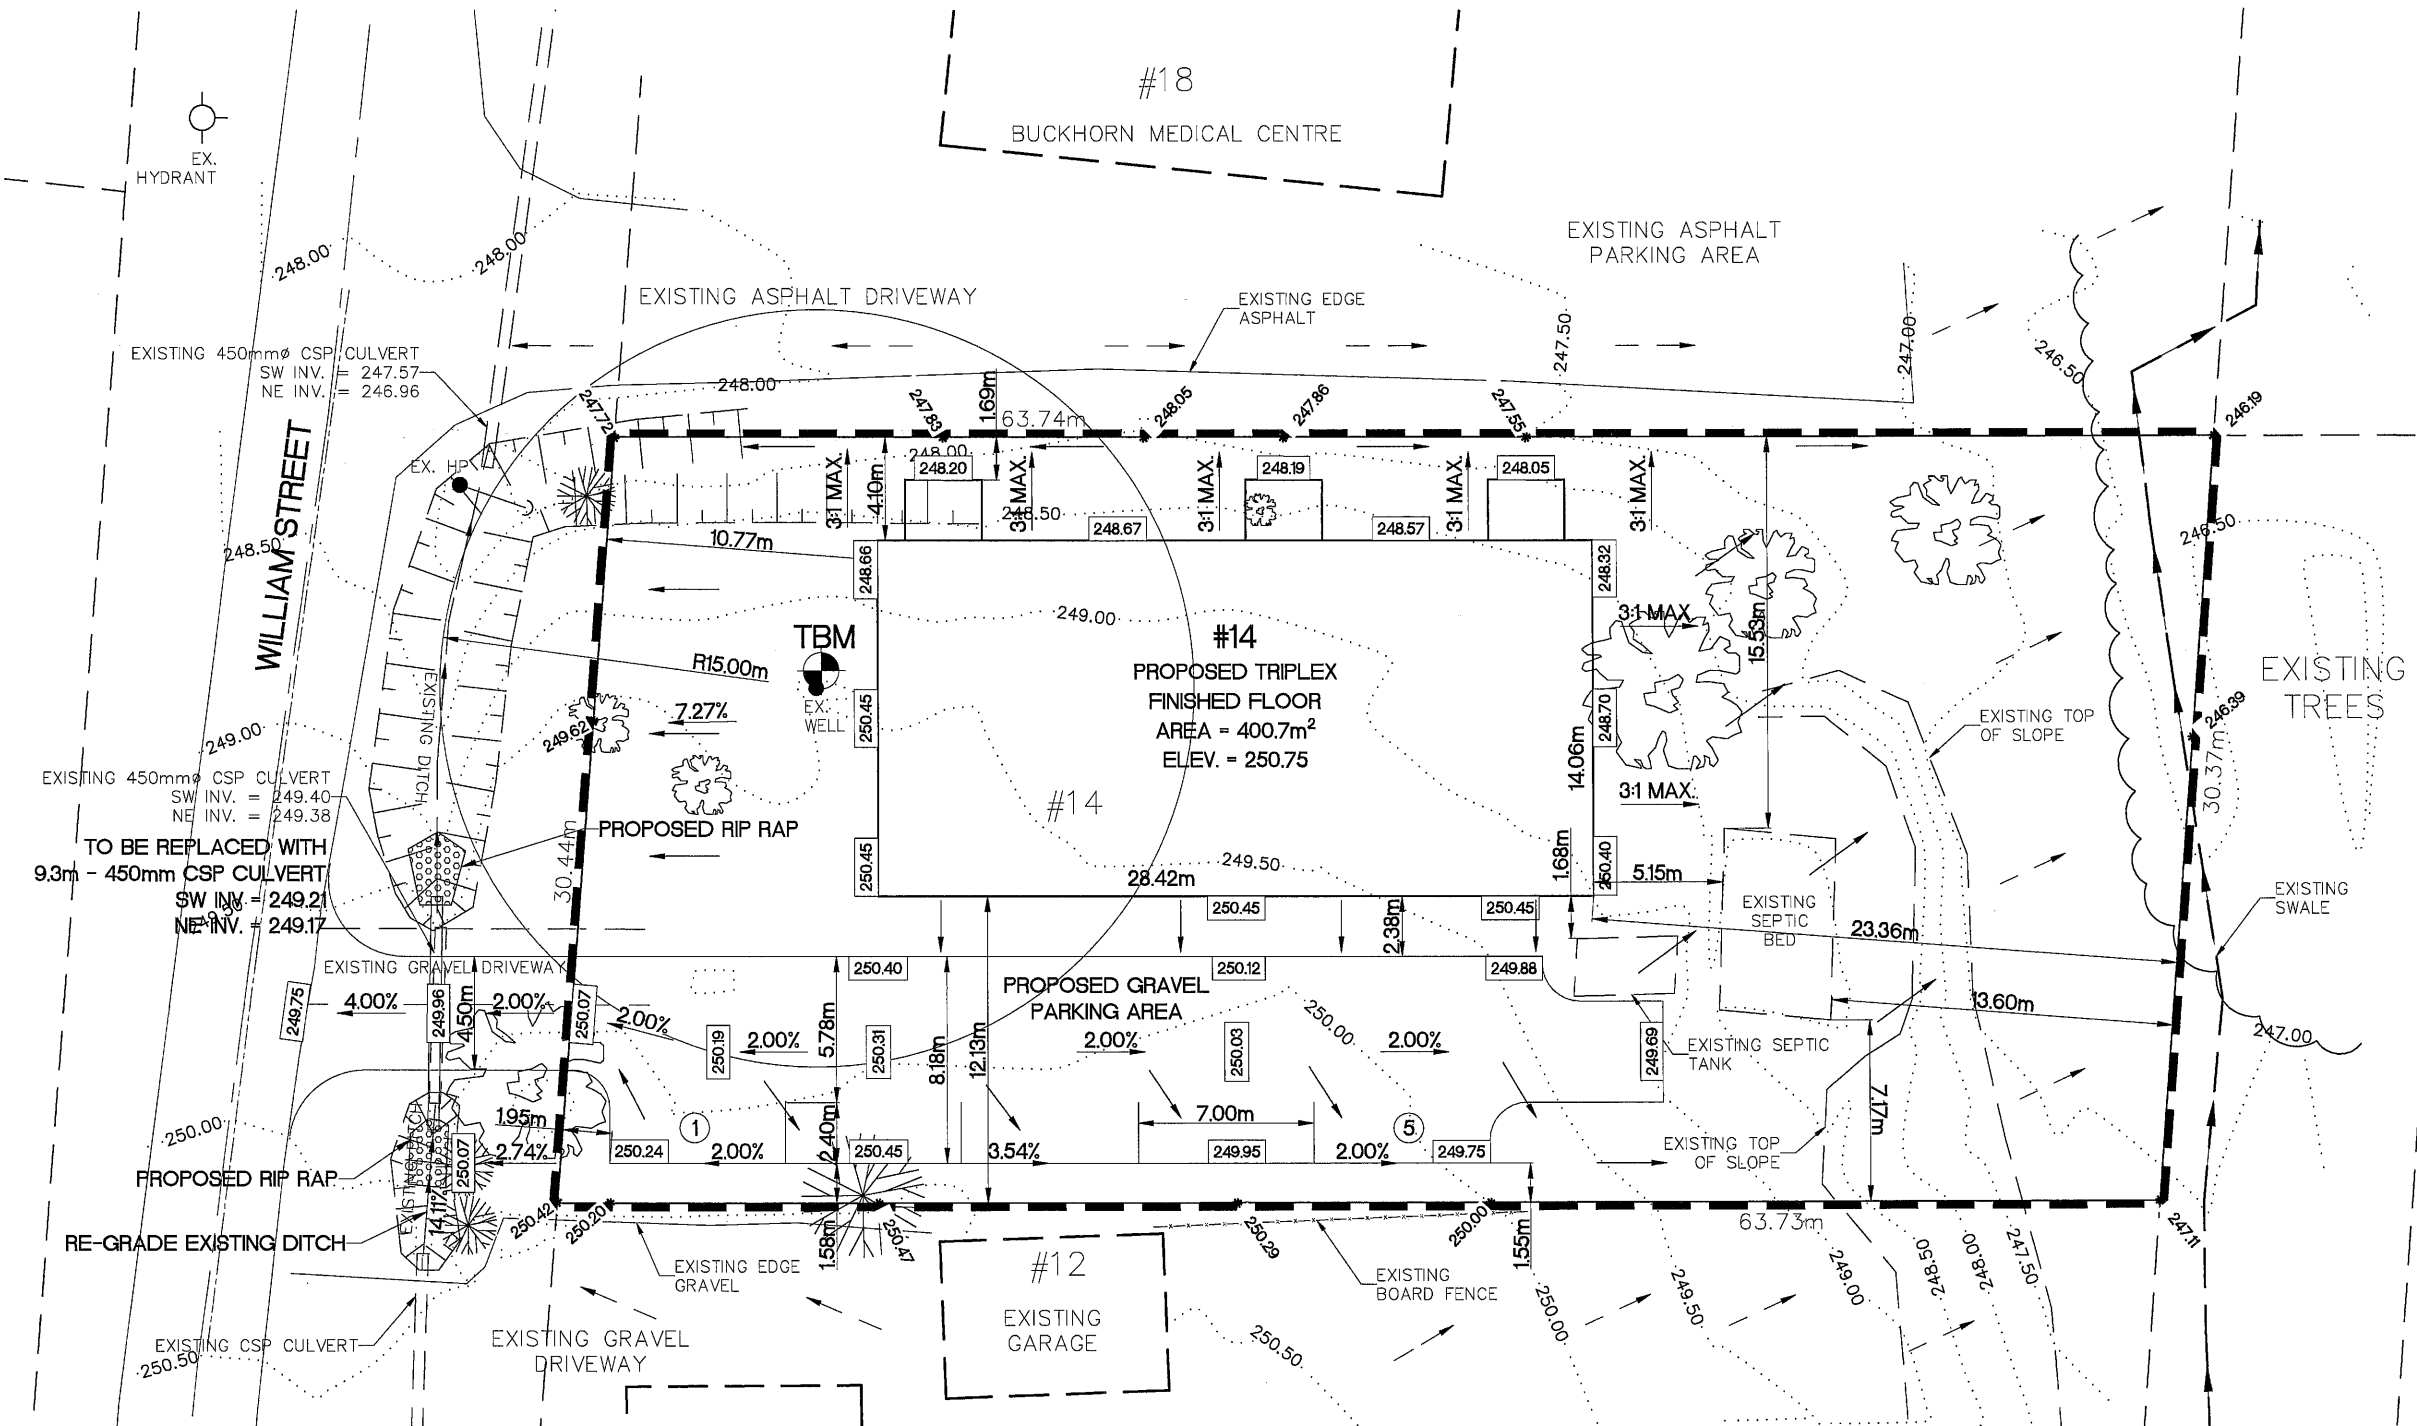 #18
BUCKHORN MEDICAL CENTRE
EX.
HYDRANT
EXISTING ASPHALT
PARKING AREA
248.00
248.00
EXISTING ASPHALT DRIVEWAY
EXISTING EDGE
ASPHALT
247.50
247.00
246.50
EXISTING 450mmø CSP CULVERT
SW INV. = 247.57
NE INV. = 246.96
248.00
247.72
247.83
1.69m
63.74m
248.05
247.86
247.55
246.19
WILLIAM STREET
EX. HP
248.00
248.20
248.19
248.05
3:1 MAX.
4.10m
3:1 MAX.
3:1 MAX.
3:1 MAX.
3:1 MAX.
248.50
248.67
248.57
246.50
248.50
10.77m
248.66
248.32
249.00
3:1 MAX.
15.53m
TBM
EX.
WELL
R15.00m
#14
PROPOSED TRIPLEX
FINISHED FLOOR
AREA = 400.7m²
ELEV. = 250.75
EXISTING
TREES
EXISTING DITCH
249.62
7.27%
250.45
248.70
EXISTING TOP
OF SLOPE
246.39
30.37m
249.00
14.06m
EXISTING 450mmø CSP CULVERT
SW INV. = 249.40
NE INV. = 249.38
TO BE REPLACED WITH
9.3m - 450mm CSP CULVERT
SW INV = 249.21
NE INV. = 249.17
249.50
PROPOSED RIP RAP
30.44m
#14
3:1 MAX.
250.45
249.50
28.42m
1.68m
250.40
5.15m
EXISTING
SEPTIC
BED
EXISTING
SWALE
250.45
250.45
2.38m
23.36m
EXISTING GRAVEL DRIVEWAY
250.40
250.12
249.88
PROPOSED GRAVEL
PARKING AREA
249.75
4.00%
249.96
4.50m
2.00%
250.07
2.00%
250.19
2.00%
5.78m
250.31
8.18m
12.13m
2.00%
250.03
250.00
2.00%
249.69
EXISTING SEPTIC
TANK
13.60m
247.00
250.00
1.95m
1
2.40m
7.00m
5
7.17m
EXISTING DITCH
250.07
2.74%
250.24
2.00%
250.45
3.54%
249.95
2.00%
249.75
EXISTING TOP
OF SLOPE
PROPOSED RIP RAP
14.11%
RE-GRADE EXISTING DITCH
250.42
250.20
1.58m
250.47
250.29
250.00
1.55m
63.73m
247.11
EXISTING EDGE
GRAVEL
#12
EXISTING
GARAGE
EXISTING
BOARD FENCE
250.00
249.50
249.00
248.50
248.00
247.50
EXISTING CSP CULVERT
250.50
EXISTING GRAVEL
DRIVEWAY
250.50